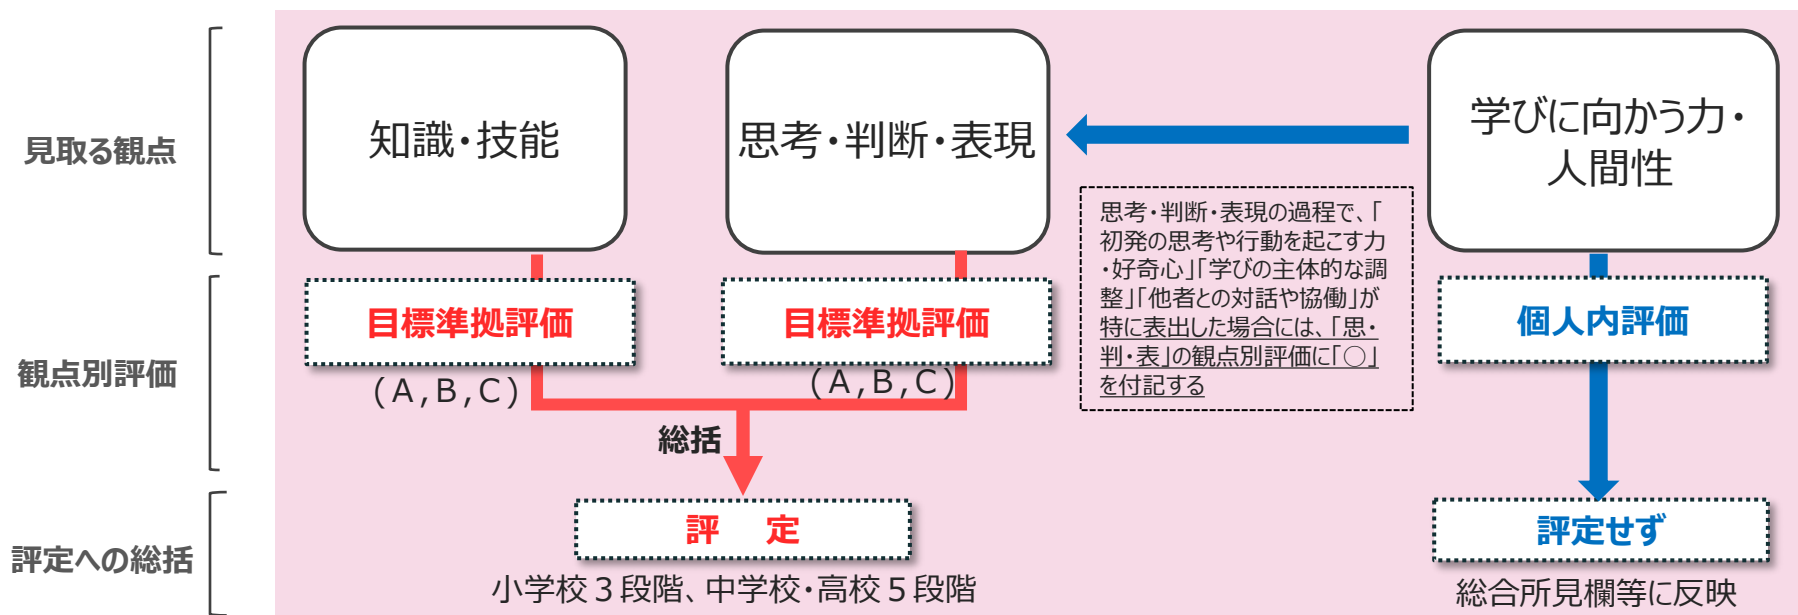 見取る観点
知識・技能
思考・判断・表現
学びに向かう力・
人間性
思考・判断・表現の過程で、「
初発の思考や行動を起こす力
・好奇心」「学びの主体的な調
整」「他者との対話や協働」が
特に表出した場合には、「思・
判・表」の観点別評価に「○」
を付記する
観点別評価
目標準拠評価
(A,B,C)
目標準拠評価
(A,B,C)
個人内評価
総括
評定への総括
評 定
小学校３段階、中学校・高校５段階
評定せず
総合所見欄等に反映